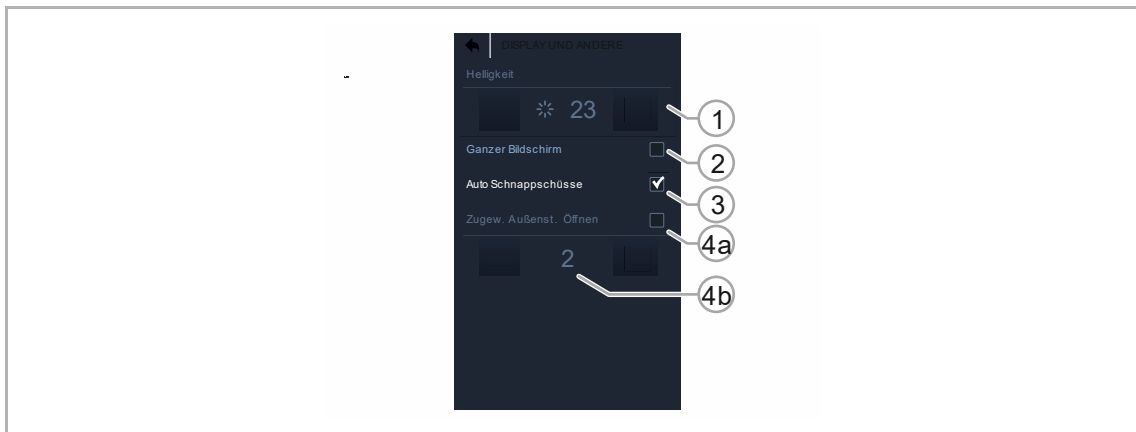 DISPLAY UND ANDERE
Helligkeit
23
1
Ganzer Bildschirm
2
Auto Schnappschüsse
3
Zugew. Außenst. Öffnen
4a
2
4b